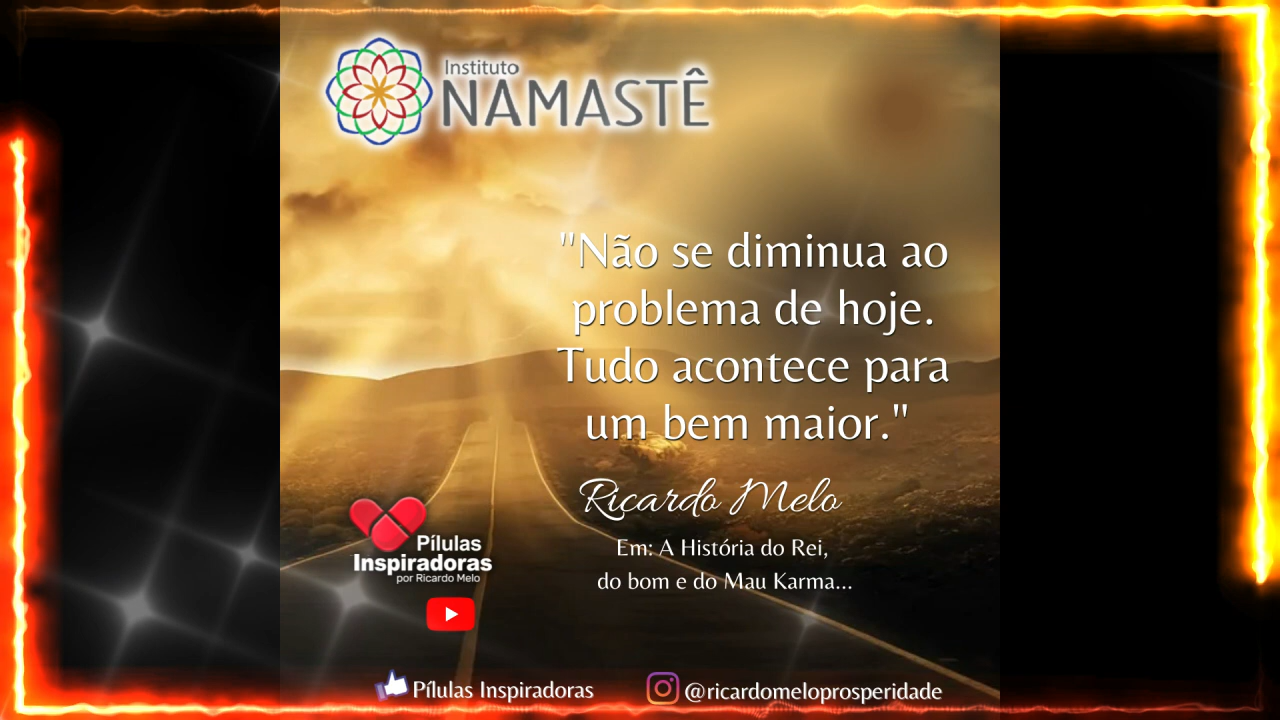 Instituto
NAMASTÊ
"Não se diminua ao
problema de hoje.
Tudo acontece para
um bem maior."
Ricardo Melo
Em: A História do Rei,
do bom e do Mau Karma...
Pílulas
Inspiradoras
por Ricardo Melo
Pílulas Inspiradoras
@ricardomeloprosperidade